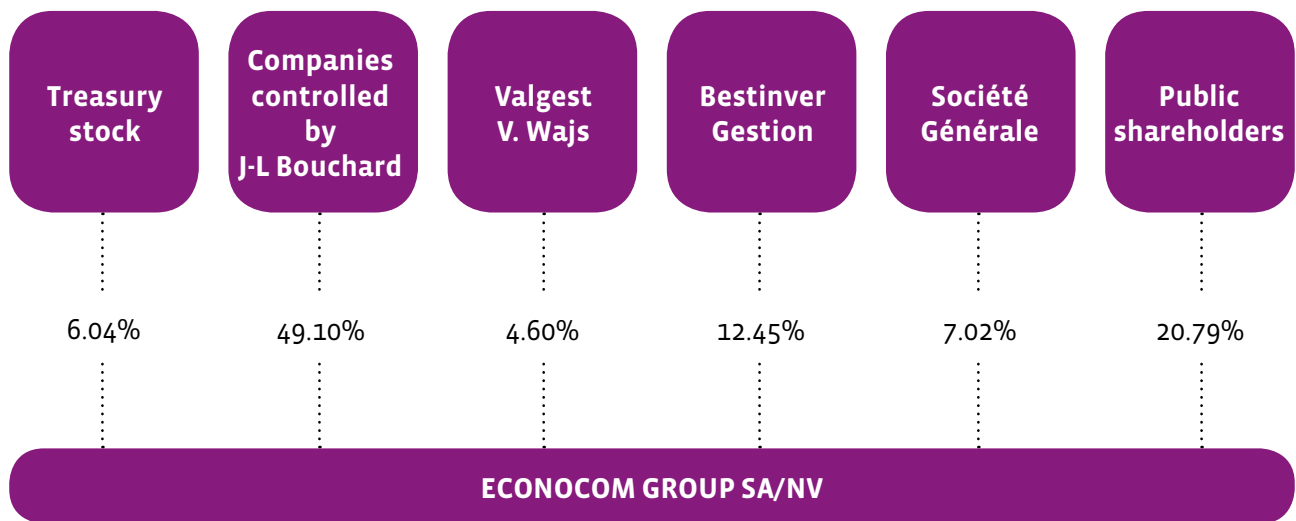 Treasury
stock
Companies
controlled
by
J-L Bouchard
Valgest
V. Wajs
Bestinver
Gestion
Société
Générale
Public
shareholders
6.04%
49.10%
4.60%
12.45%
7.02%
20.79%
ECONOCOM GROUP SA/NV